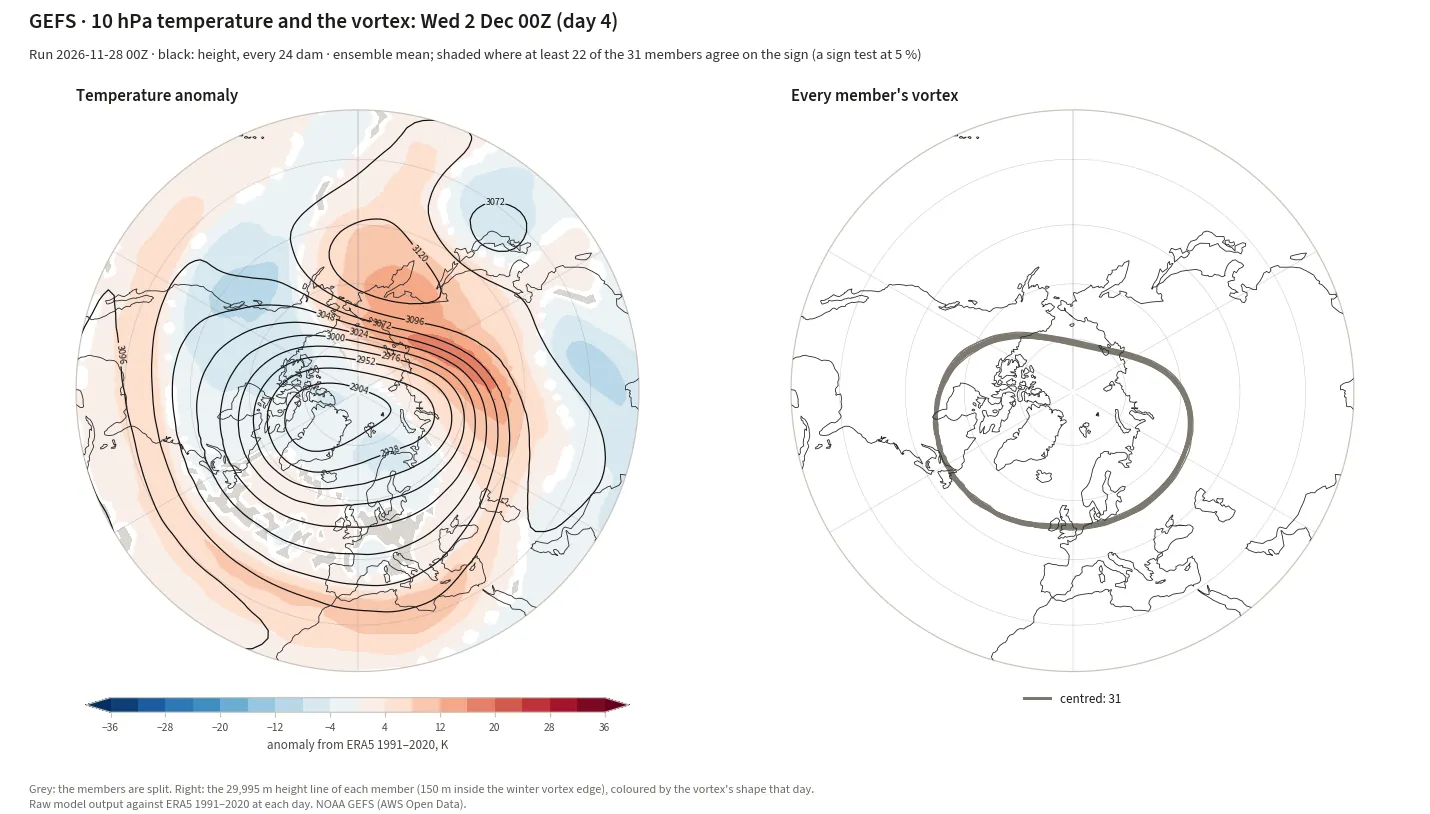 GEFS · 10 hPa temperature and the vortex: Wed 2 Dec 00Z (day 4)
Run 2026-11-28 00Z · black: height, every 24 dam · ensemble mean; shaded where at least 22 of the 31 members agree on the sign (a sign test at 5 %)
Temperature anomaly
Every member's vortex
3072
3120
3048
3072
3096
3024
3000
3096
2952
2976
2904
2928
centred: 31
−36
−28
−20
−12
−4
4
12
20
28
36
anomaly from ERA5 1991–2020, K
Grey: the members are split. Right: the 29,995 m height line of each member (150 m inside the winter vortex edge), coloured by the vortex's shape that day.
Raw model output against ERA5 1991–2020 at each day. NOAA GEFS (AWS Open Data).